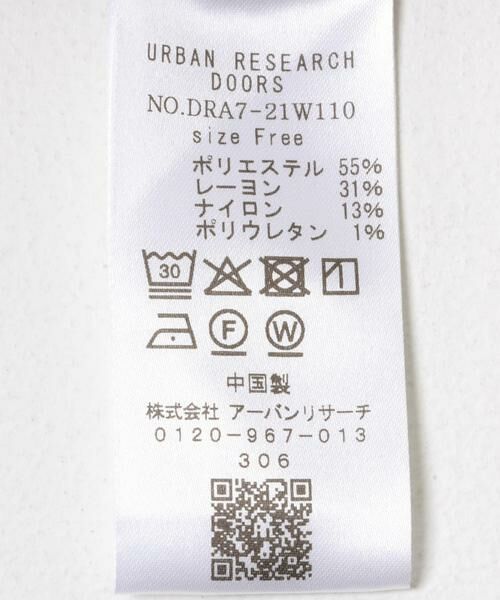 URBAN RESEARCH
DOORS
NO.DRA7-21W110
size Free
ポリエステル 55%
レーヨン 31%
ナイロン 13%
ポリウレタン 1%
30
F W
中国製
株式会社 アーバンリサーチ
0120-967-013
306